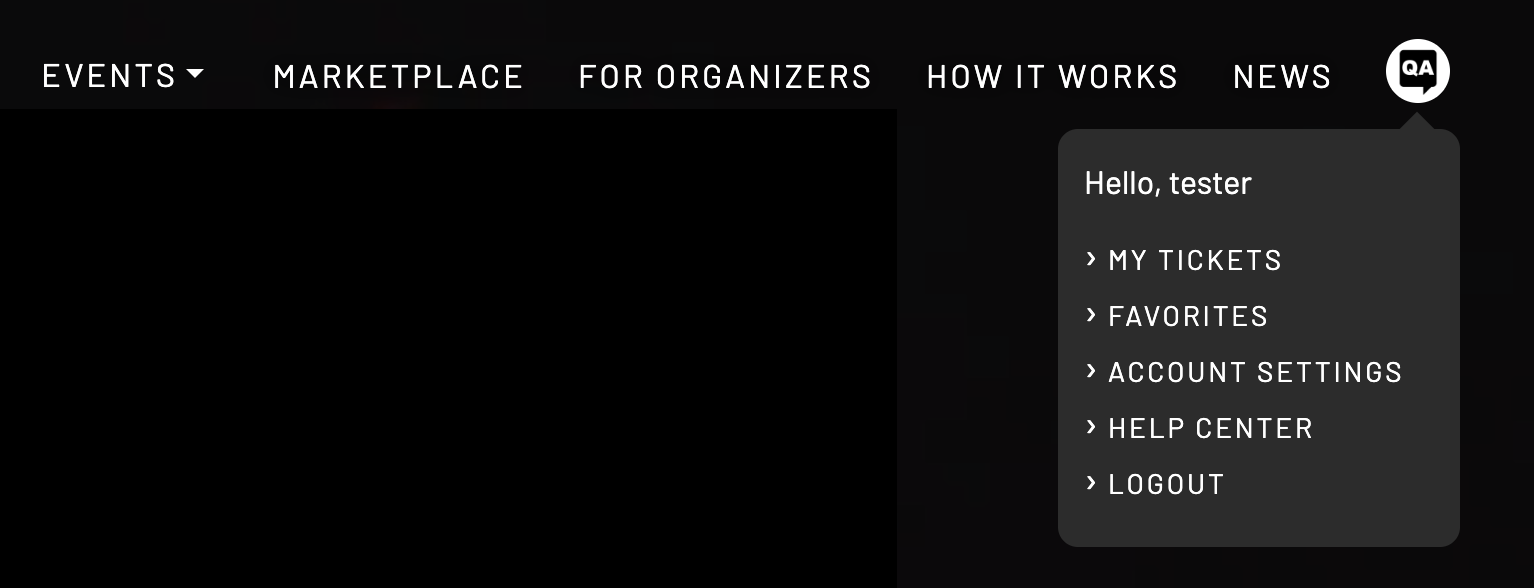 EVENTS MARKETPLACE FOR ORGANIZERS HOW IT WORKS NEWS QA
Hello, tester
› MY TICKETS
› FAVORITES
› ACCOUNT SETTINGS
› HELP CENTER
› LOGOUT